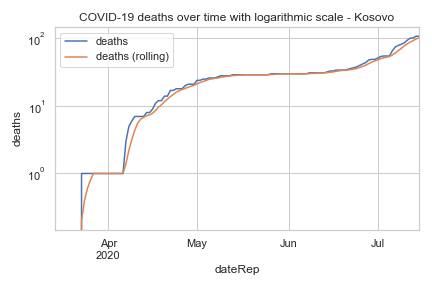 COVID-19 deaths over time with logarithmic scale - Kosovo
deaths
deaths (rolling)
10²
10¹
10⁰
deaths
Apr
2020
May
Jun
Jul
dateRep